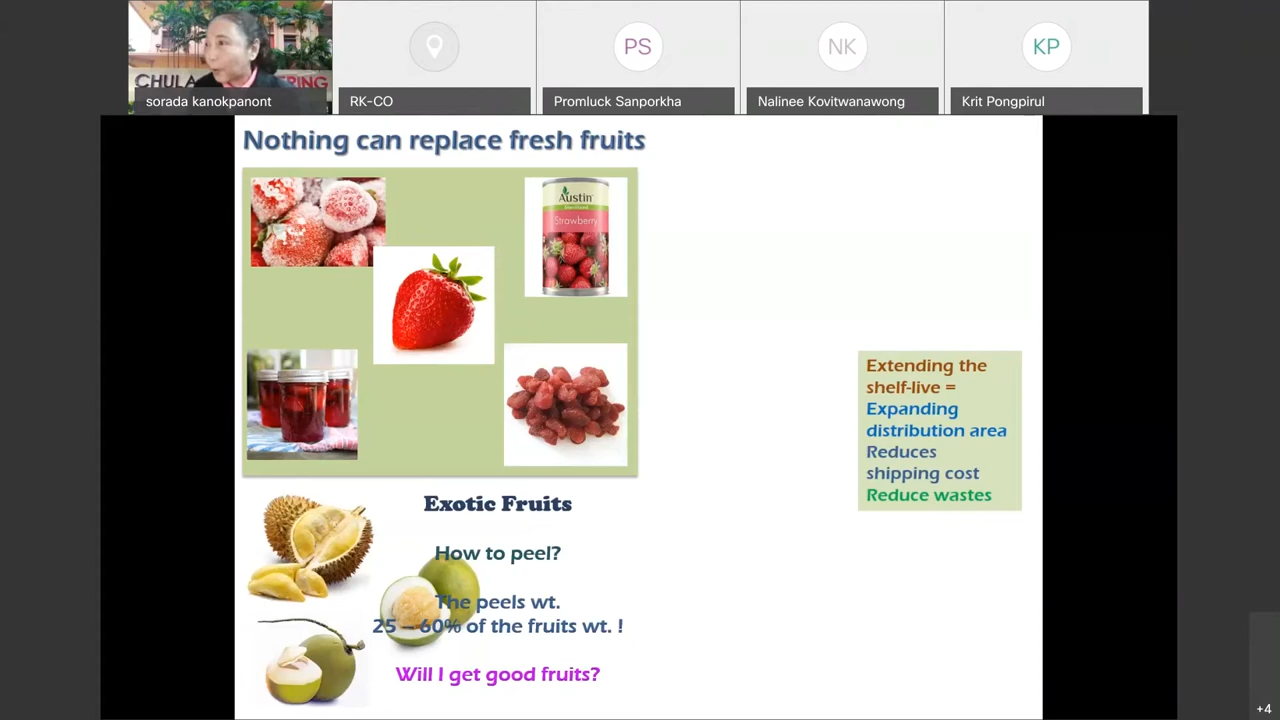 CHULA
ERING
PS
NK
KP
sorada kanokpanont
RK-CO
Promluck Sanporkha
Nalinee Kovitwanawong
Krit Pongpirul
Nothing can replace fresh fruits
Austin
Strawberry
Extending the
shelf-live =
Expanding
distribution area
Reduces
shipping cost
Reduce wastes
Exotic Fruits
How to peel?
The peels wt.
25 – 60% of the fruits wt. !
Will I get good fruits?
+4